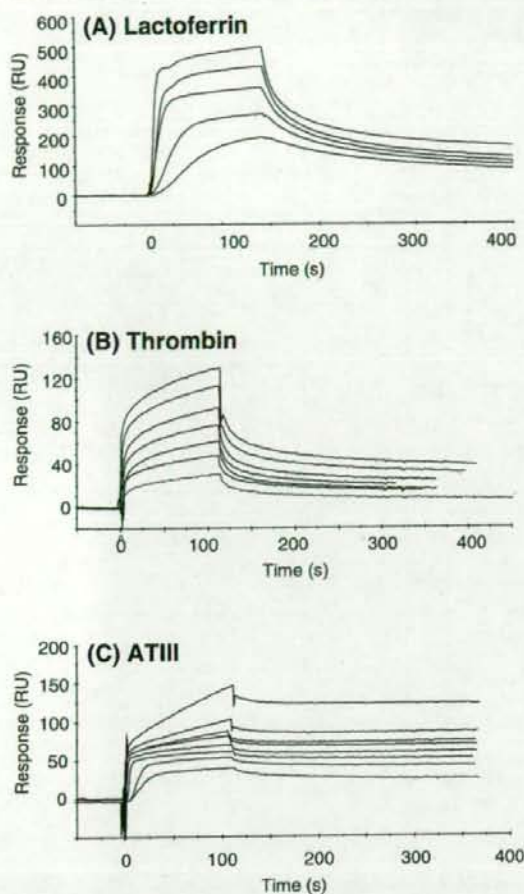 (A) Lactoferrin
600
500
400
300
200
100
0
Response (RU)
0 100 200 300 400
Time (s)
(B) Thrombin
160
120
80
40
0
Response (RU)
0 100 200 300 400
Time (s)
(C) ATIII
200
150
100
50
0
Response (RU)
0 100 200 300 400
Time (s)